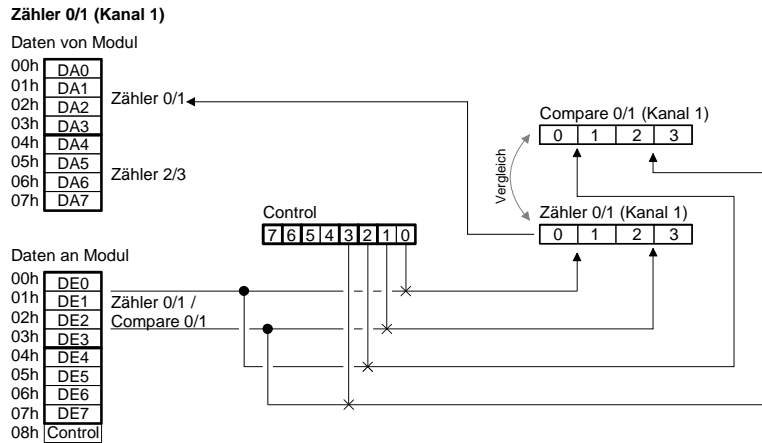 Zähler 0/1 (Kanal 1)
Daten von Modul
00h DA0
01h DA1
02h DA2
03h DA3
04h DA4
05h DA5
06h DA6
07h DA7
Zähler 0/1
Zähler 2/3
Compare 0/1 (Kanal 1)
0 1 2 3
Vergleich
Zähler 0/1 (Kanal 1)
0 1 2 3
Control
7 6 5 4 3 2 1 0
Daten an Modul
00h DE0
01h DE1
02h DE2
03h DE3
04h DE4
05h DE5
06h DE6
07h DE7
08h Control
Zähler 0/1 /
Compare 0/1